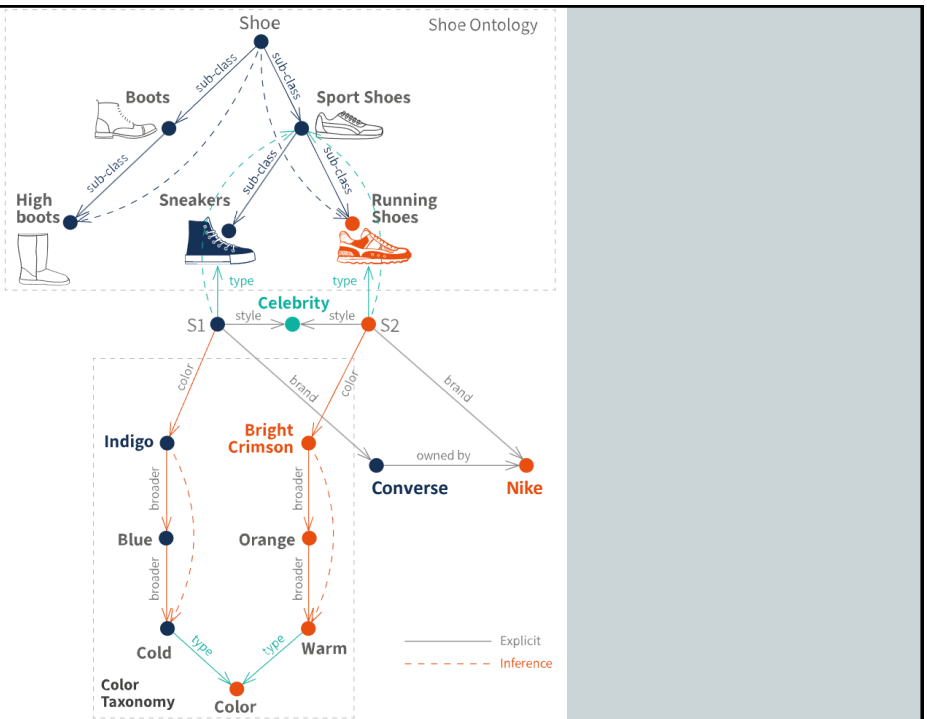 Shoe
Shoe Ontology
sub-class
sub-class
Boots
Sport Shoes
sub-class
sub-class
sub-class
High
boots
Sneakers
Running
Shoes
type
type
Celebrity
S1
style
style
S2
color
brand
color
brand
Indigo
Bright
Crimson
owned by
Converse
Nike
broader
broader
Blue
Orange
broader
broader
Cold
type
type
Warm
Explicit
Inference
Color
Taxonomy
Color